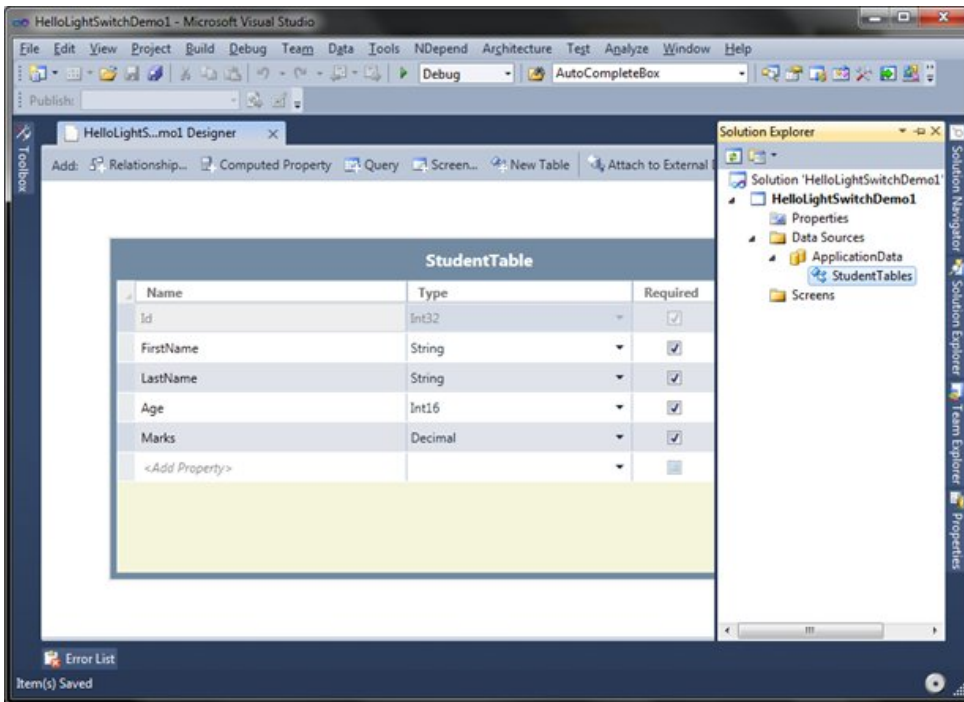 HelloLightSwitchDemo1 - Microsoft Visual Studio
File Edit View Project Build Debug Team Data Tools NDepend Architecture Test Analyze Window Help
Debug AutoCompleteBox
Publish:
HelloLightS...mo1 Designer
Solution Explorer
Toolbox
Add: Relationship... Computed Property Query Screen... New Table Attach to External
Solution 'HelloLightSwitchDemo1'
HelloLightSwitchDemo1
Properties
Data Sources
ApplicationData
StudentTables
Screens
StudentTable
Name Type Required
Id Int32
FirstName String
LastName String
Age Int16
Marks Decimal
<Add Property>
Solution Navigator
Solution Explorer
Team Explorer
Properties
Error List
Item(s) Saved